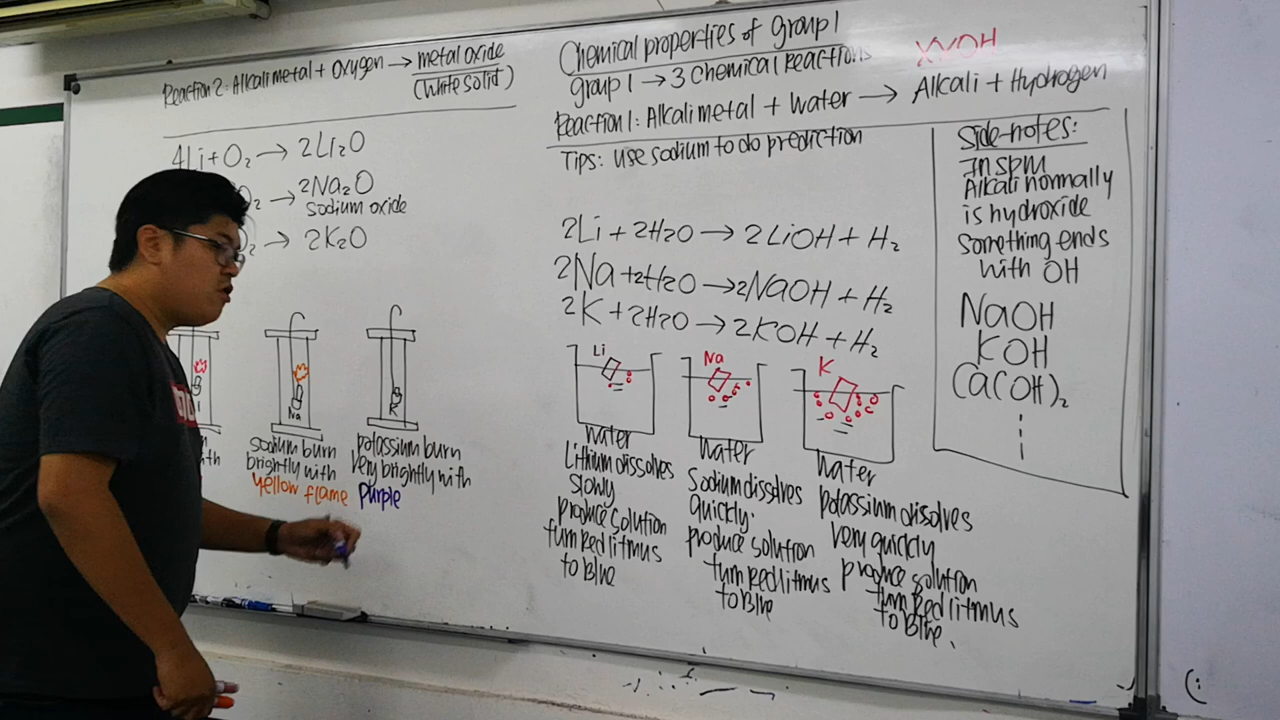 Reaction 2: Alkali metal + Oxygen → metal oxide
(white solid)
4Li + O₂ → 2Li₂O
O₂ → 2Na₂O
sodium oxide
O₂ → 2K₂O
Na
K
sodium burn
brightly with
yellow flame
potassium burn
very brightly with
purple
Chemical properties of Group 1
group 1 → 3 Chemical Reactions
XXOH
Reaction 1: Alkali metal + Water → Alkali + Hydrogen
Tips: use sodium to do prediction
2Li + 2H₂O → 2LiOH + H₂
2Na + 2H₂O → 2NaOH + H₂
2K + 2H₂O → 2KOH + H₂
Li
Na
K
water
Lithium dissolves
slowly
produce solution
turn Red litmus
to Blue
Water
Sodium dissolves
Quickly.
produce solution
turn Red litmus
to Blue
Water
potassium dissolves
very quickly
produce solution
turn Red litmus
to Blue.
Side-notes:
In spm
Alkali normally
is hydroxide
something ends
with OH
NaOH
KOH
Ca(OH)₂
(: